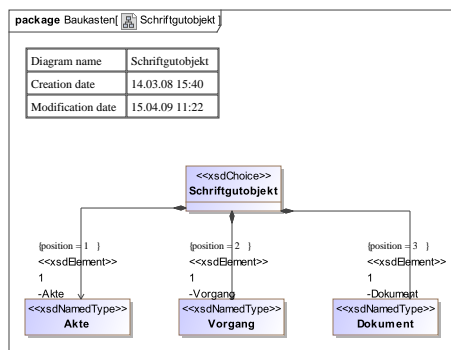 package Baukasten[ Schriftgutobjekt ]
Diagram name Schriftgutobjekt
Creation date 14.03.08 15:40
Modification date 15.04.09 11:22
<<xsdChoice>>
Schriftgutobjekt
{position = 1 } {position = 2 } {position = 3 }
<<xsdElement>> <<xsdElement>> <<xsdElement>>
1 1 1
-Akte -Vorgang -Dokument
<<xsdNamedType>> <<xsdNamedType>> <<xsdNamedType>>
Akte Vorgang Dokument